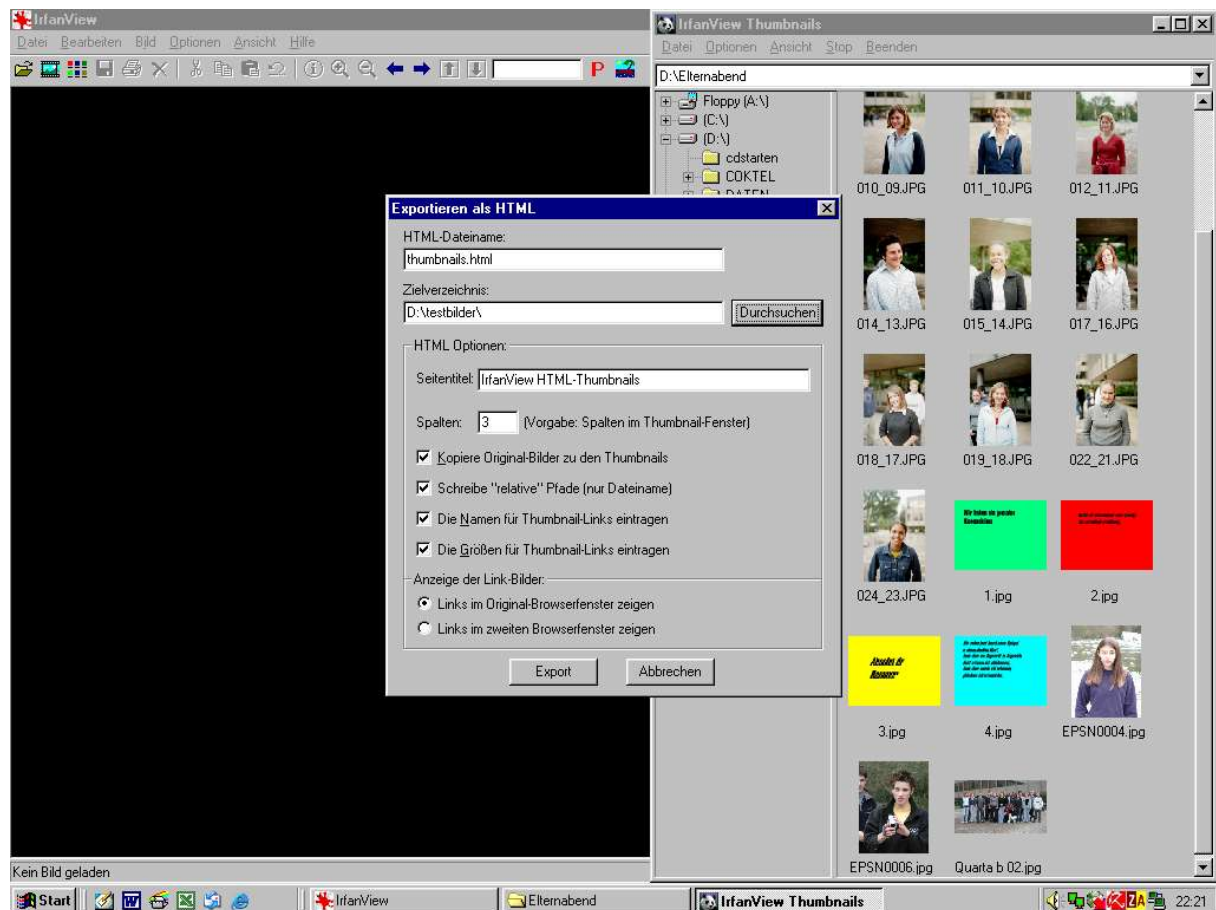 IrfanView
Datei Bearbeiten Bild Optionen Ansicht Hilfe
P
Kein Bild geladen
IrfanView Thumbnails
Datei Optionen Ansicht Stop Beenden
D:\Elternabend
Floppy (A:\)
(C:\)
(D:\)
cdstarten
COKTEL
DATEN
010_09.JPG 011_10.JPG 012_11.JPG
014_13.JPG 015_14.JPG 017_16.JPG
018_17.JPG 019_18.JPG 022_21.JPG
024_23.JPG 1.jpg 2.jpg
3.jpg 4.jpg EPSN0004.jpg
EPSN0006.jpg Quarta b 02.jpg
Exportieren als HTML
HTML-Dateiname:
thumbnails.html
Zielverzeichnis:
D:\testbilder\ Durchsuchen
HTML Optionen:
Seitentitel: IrfanView HTML-Thumbnails
Spalten: 3 (Vorgabe: Spalten im Thumbnail-Fenster)
Kopiere Original-Bilder zu den Thumbnails
Schreibe "relative" Pfade (nur Dateiname)
Die Namen für Thumbnail-Links eintragen
Die Größen für Thumbnail-Links eintragen
Anzeige der Link-Bilder:
Links im Original-Browserfenster zeigen
Links im zweiten Browserfenster zeigen
Export Abbrechen
Start IrfanView Elternabend IrfanView Thumbnails 22:21